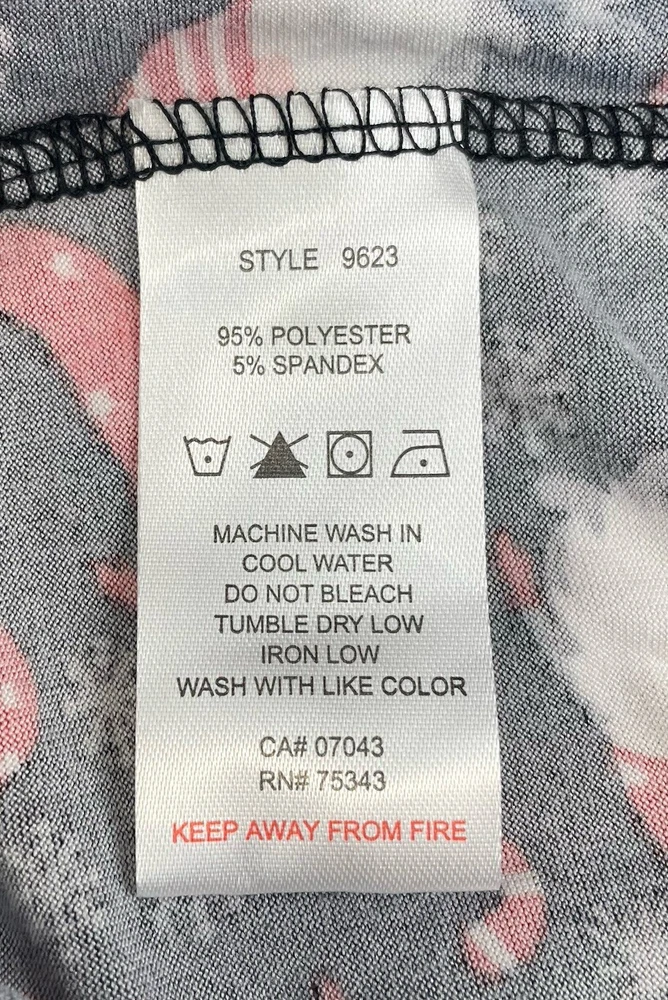 STYLE 9623
95% POLYESTER
5% SPANDEX
MACHINE WASH IN
COOL WATER
DO NOT BLEACH
TUMBLE DRY LOW
IRON LOW
WASH WITH LIKE COLOR
CA# 07043
RN# 75343
KEEP AWAY FROM FIRE